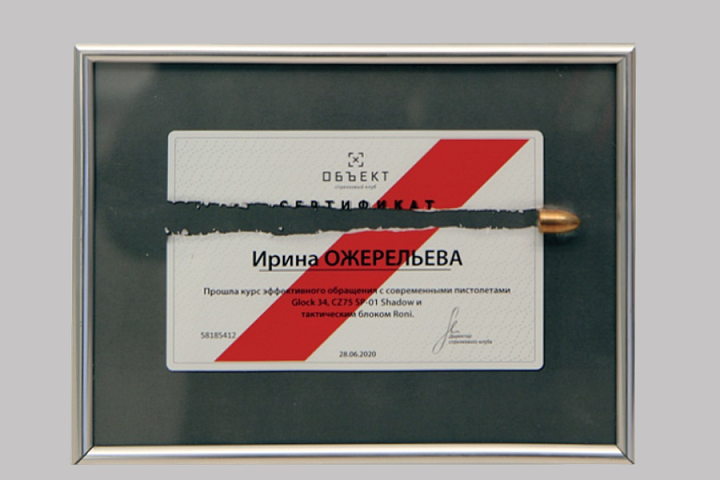 ОБЪЕКТ
стрелковый клуб
СЕРТИФИКАТ
Ирина ОЖЕРЕЛЬЕВА
Прошла курс эффективного обращения с современными пистолетами
Glock 34, CZ75 SP-01 Shadow и
тактическим блоком Roni.
58185412
Директор
стрелкового клуба
28.06.2020